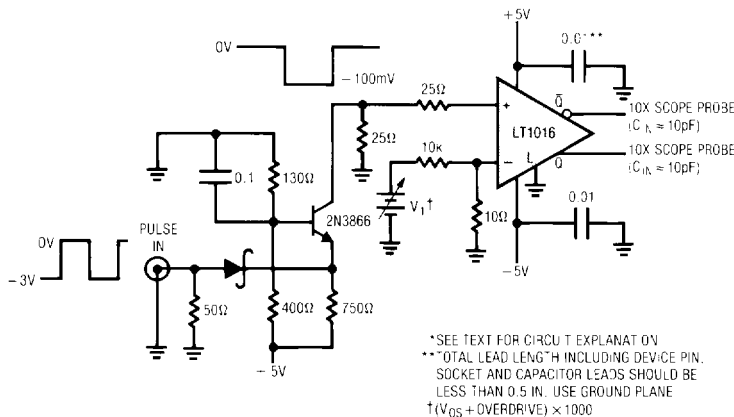 +5V
0.01**
0V
−100mV
25Ω
+
Q̄
10X SCOPE PROBE
(C IN ≈ 10pF)
LT1016
25Ω
10K
10X SCOPE PROBE
(C IN ≈ 10pF)
−
L
Q
0.1
130Ω
2N3866
V1†
10Ω
0.01
−5V
0V
PULSE
IN
−3V
50Ω
400Ω
750Ω
+ 5V
*SEE TEXT FOR CIRCUIT EXPLANATION
**TOTAL LEAD LENGTH INCLUDING DEVICE PIN,
SOCKET AND CAPACITOR LEADS SHOULD BE
LESS THAN 0.5 IN. USE GROUND PLANE
†(VOS + OVERDRIVE) × 1000